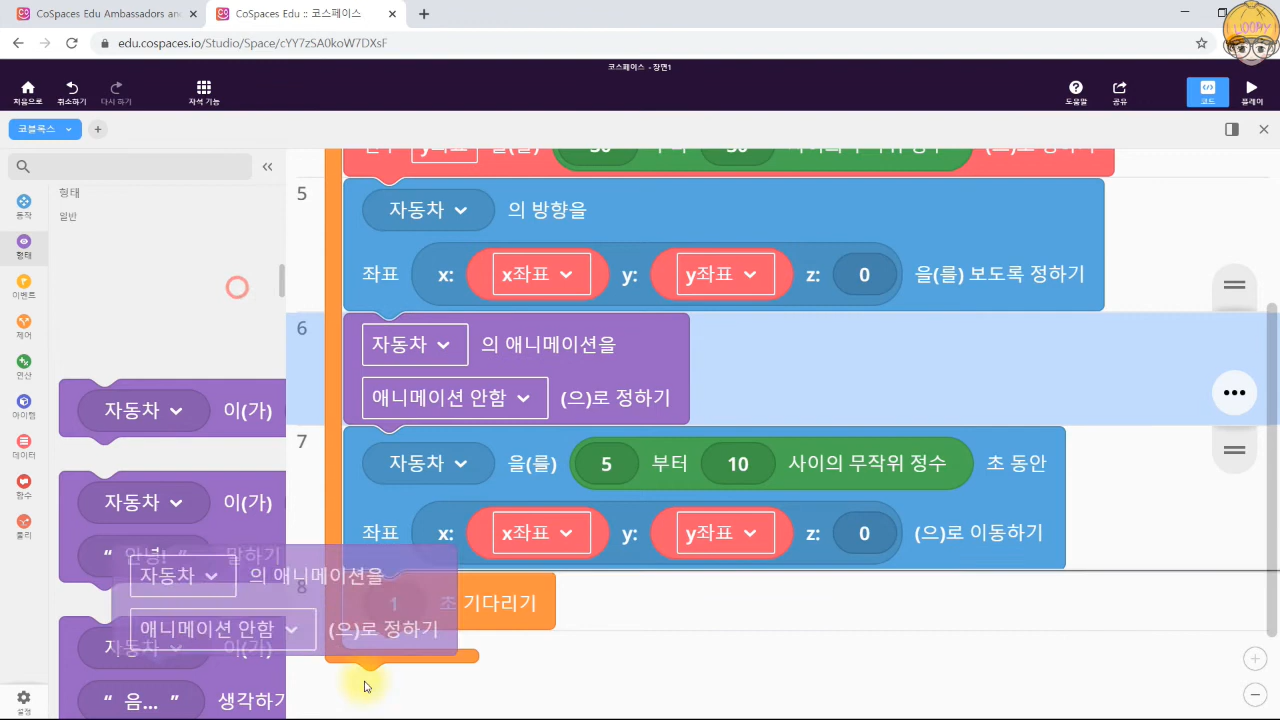 CoSpaces Edu Ambassadors an
CoSpaces Edu :: 코스페이스
edu.cospaces.io/Studio/Space/cYY7zSA0koW7DXsF
코스페이스 - 장면1
처음으로
취소하기
다시 하기
자석 기능
도움말
공유
코드
플레이
코블록스
형태
일반
동작
형태
이벤트
제어
연산
아이템
데이터
함수
물리
설정
자동차 이(가)
자동차 이(가)
“ 안녕! ” 말하기
자동차 이(가)
“ 음... ” 생각하기
자동차 의 애니메이션을
애니메이션 안함 (으)로 정하기
5
자동차 의 방향을
좌표 x: x좌표 y: y좌표 z: 0 을(를) 보도록 정하기
6
자동차 의 애니메이션을
애니메이션 안함 (으)로 정하기
7
자동차 을(를) 5 부터 10 사이의 무작위 정수 초 동안
좌표 x: x좌표 y: y좌표 z: 0 (으)로 이동하기
8
1 초 기다리기